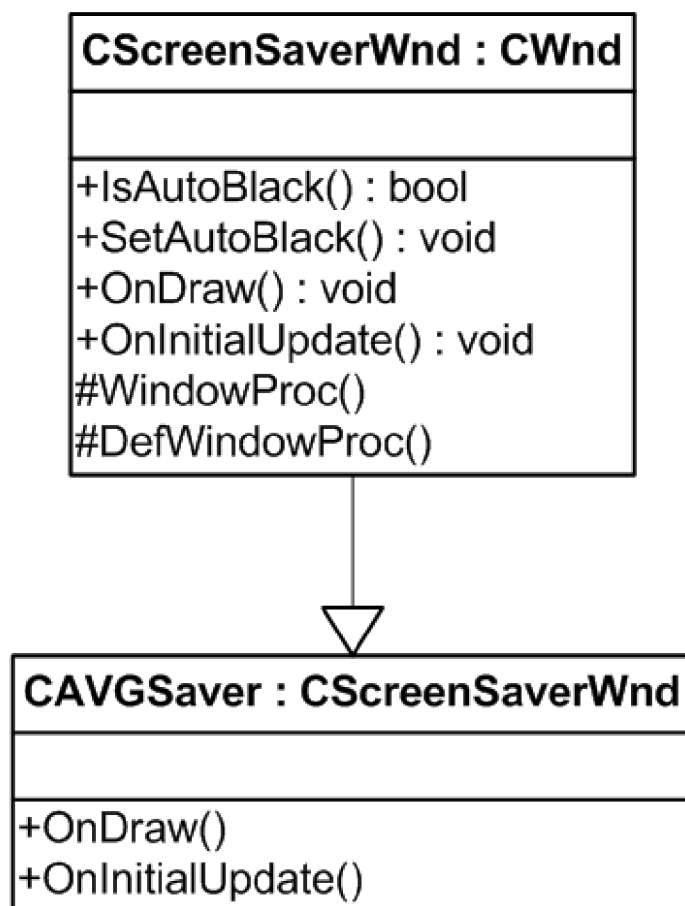 CScreenSaverWnd : CWnd
+IsAutoBlack() : bool
+SetAutoBlack() : void
+OnDraw() : void
+OnInitialUpdate() : void
#WindowProc()
#DefWindowProc()
CAVGSaver : CScreenSaverWnd
+OnDraw()
+OnInitialUpdate()